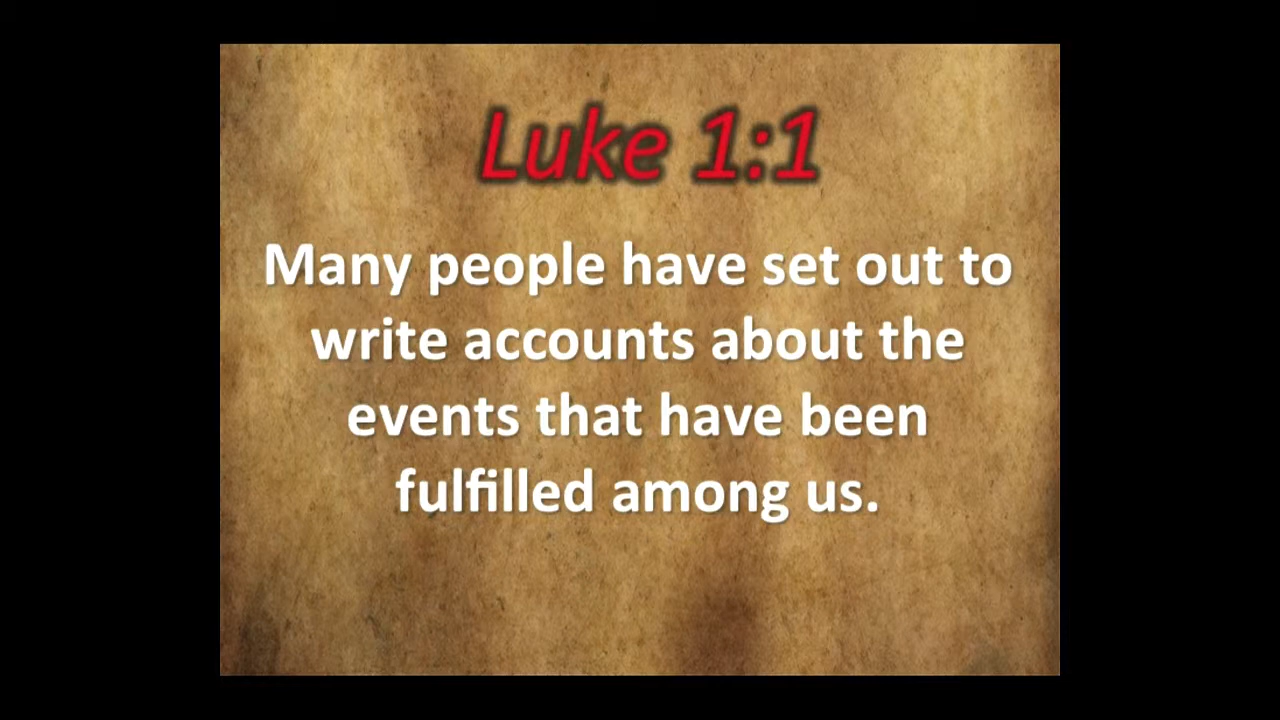 Luke 1:1
Many people have set out to
write accounts about the
events that have been
fulfilled among us.